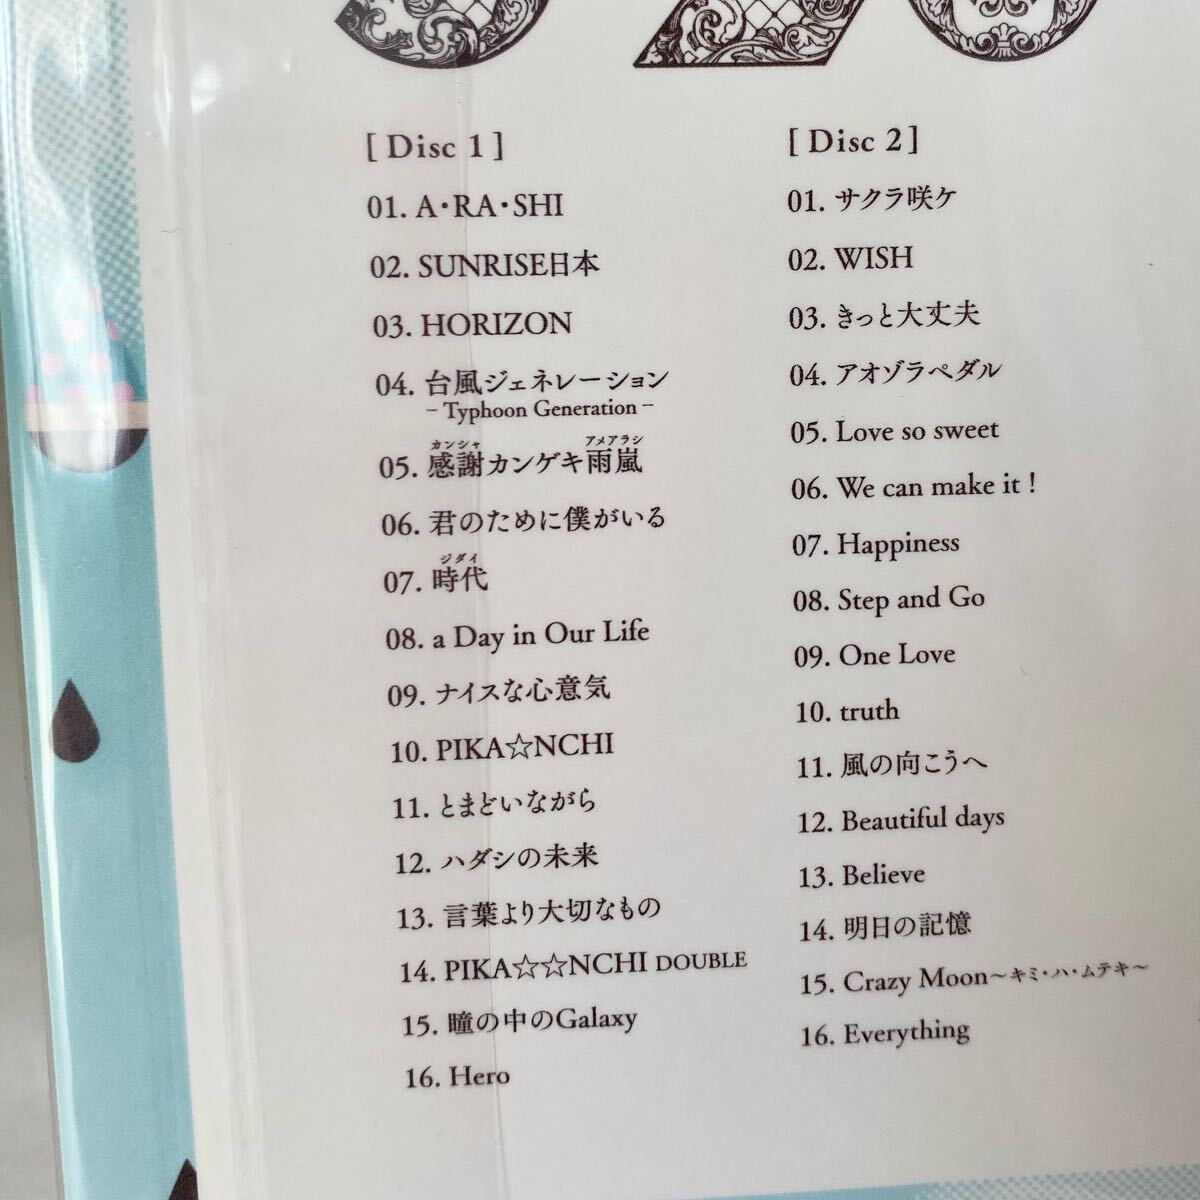 [ Disc 1 ]
01. A・RA・SHI
02. SUNRISE日本
03. HORIZON
04. 台風ジェネレーション
－Typhoon Generation－
カンシャ アメアラシ
05. 感謝カンゲキ雨嵐
06. 君のために僕がいる
ジダイ
07. 時代
08. a Day in Our Life
09. ナイスな心意気
10. PIKA☆NCHI
11. とまどいながら
12. ハダシの未来
13. 言葉より大切なもの
14. PIKA☆☆NCHI DOUBLE
15. 瞳の中のGalaxy
16. Hero
[ Disc 2 ]
01. サクラ咲ケ
02. WISH
03. きっと大丈夫
04. アオゾラペダル
05. Love so sweet
06. We can make it !
07. Happiness
08. Step and Go
09. One Love
10. truth
11. 風の向こうへ
12. Beautiful days
13. Believe
14. 明日の記憶
15. Crazy Moon～キミ・ハ・ムテキ～
16. Everything